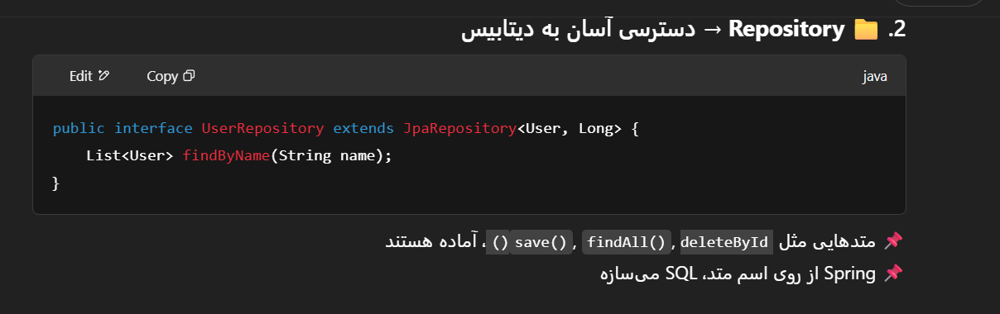 2. 📁 Repository → دسترسی آسان به دیتابیس
java
Copy
Edit
public interface UserRepository extends JpaRepository<User, Long> {
    List<User> findByName(String name);
}
📌 متدهایی مثل save(), findAll(), deleteById()، آماده هستند
📌 Spring از روی اسم متد، SQL می‌سازه